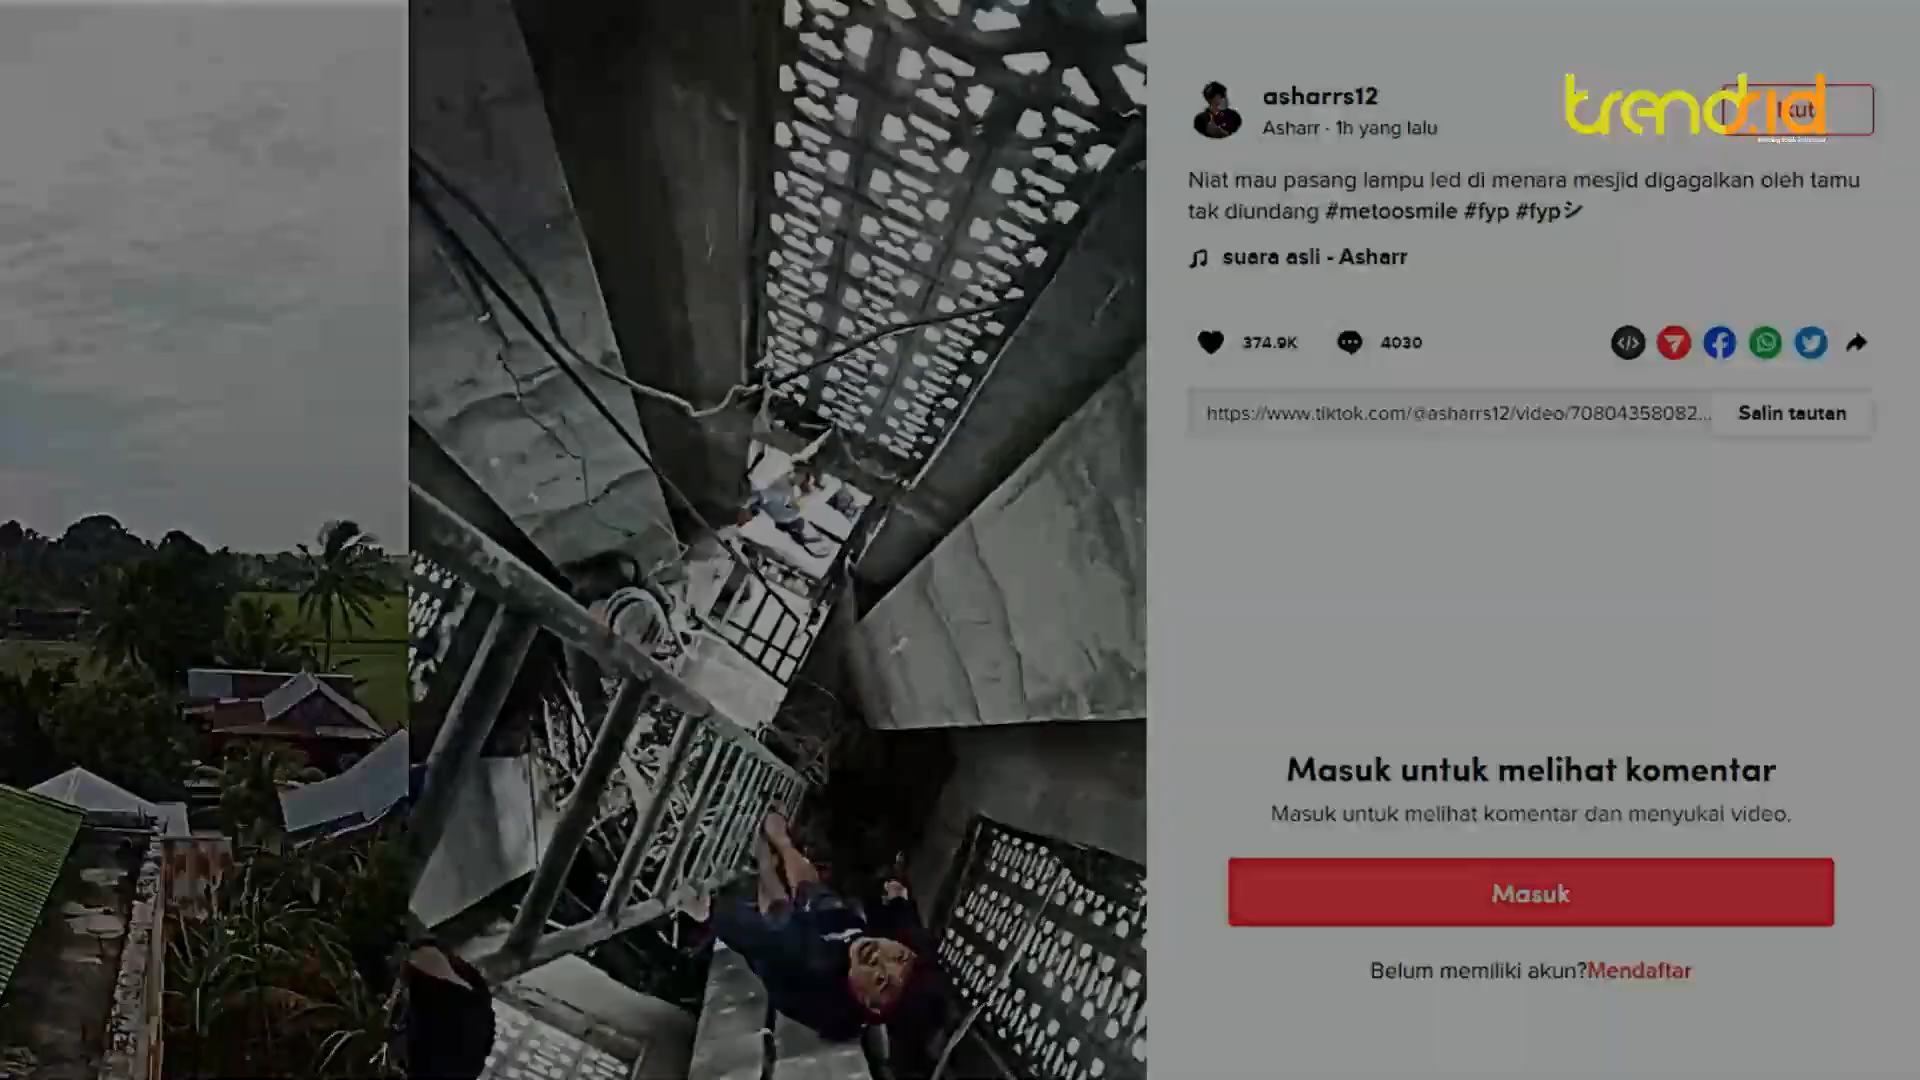 asharrs12
Asharr · 1h yang lalu
trend.id
Niat mau pasang lampu led di menara mesjid digagalkan oleh tamu
tak diundang #metoosmile #fyp #fypシ
suara asli - Asharr
374.9K
4030
https://www.tiktok.com/@asharrs12/video/70804358082...
Salin tautan
Masuk untuk melihat komentar
Masuk untuk melihat komentar dan menyukai video.
Masuk
Belum memiliki akun?Mendaftar